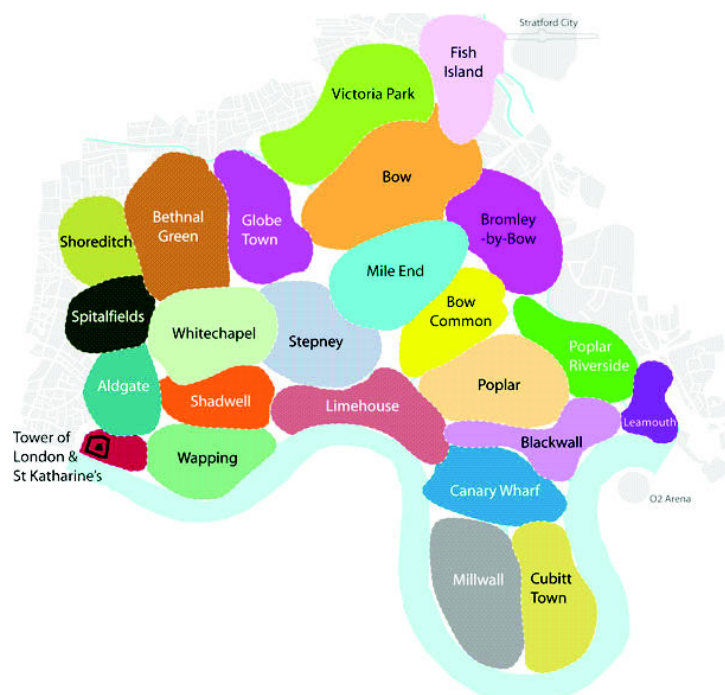 Stratford City
Fish
Island
Victoria Park
Bow
Bethnal
Green
Globe
Town
Bromley
-by-Bow
Shoreditch
Mile End
Bow
Common
Spitalfields
Whitechapel
Stepney
Poplar
Riverside
Aldgate
Shadwell
Limehouse
Poplar
Leamouth
Tower of
London &
St Katharine's
Wapping
Blackwall
Canary Wharf
O2 Arena
Millwall
Cubitt
Town